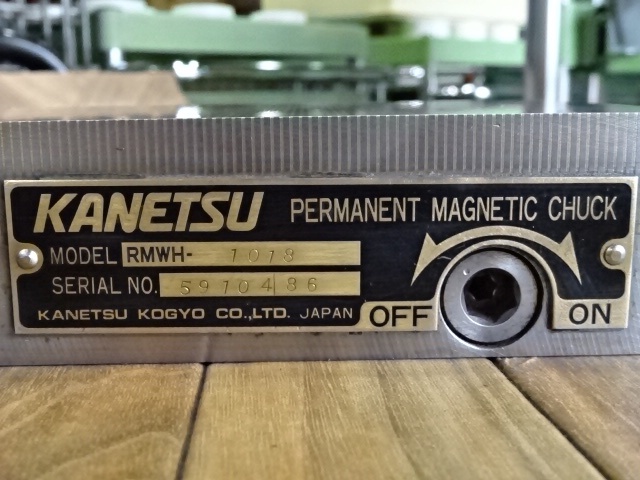 KANETSU PERMANENT MAGNETIC CHUCK
MODEL RMWH- 1018
SERIAL NO. 5910486
KANETSU KOGYO CO.,LTD. JAPAN
OFF ON